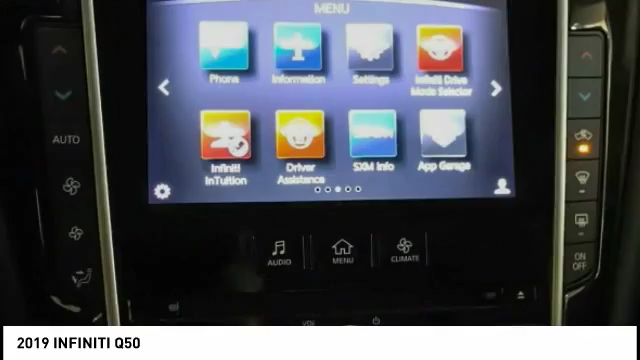 MENU
Phone
Information
Settings
Infiniti Drive
Mode Selector
Infiniti
InTuition
Driver
Assistance
SXM Info
App Garage
AUTO
AUDIO
MENU
CLIMATE
ON
OFF
VOL
2019 INFINITI Q50